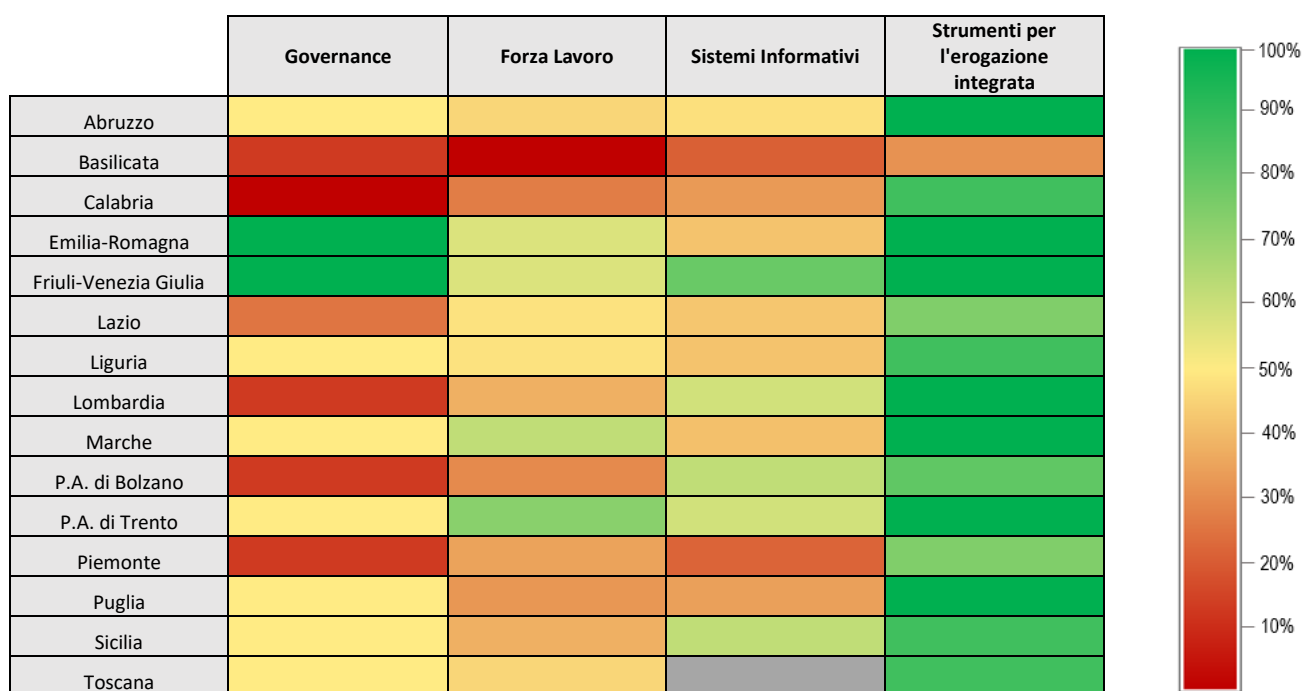 Governance
Forza Lavoro
Sistemi Informativi
Strumenti per
l'erogazione
integrata
Abruzzo
Basilicata
Calabria
Emilia-Romagna
Friuli-Venezia Giulia
Lazio
Liguria
Lombardia
Marche
P.A. di Bolzano
P.A. di Trento
Piemonte
Puglia
Sicilia
Toscana
100%
90%
80%
70%
60%
50%
40%
30%
20%
10%